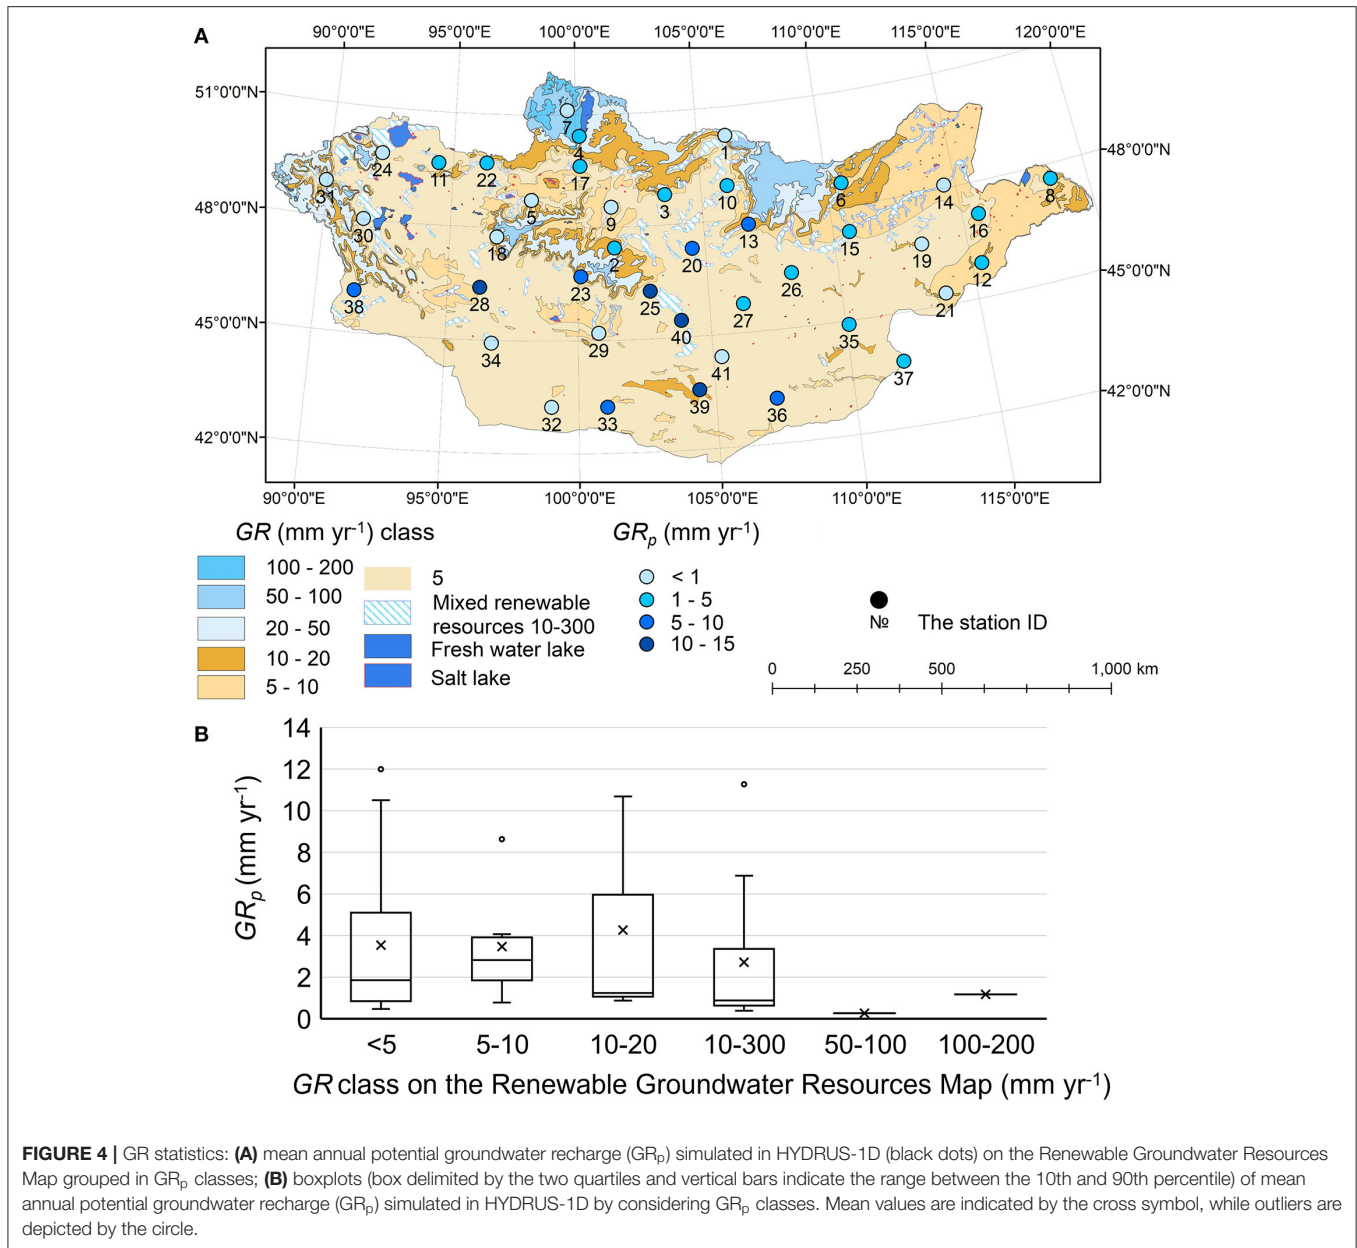 A
90°0'0"E 95°0'0"E 100°0'0"E 105°0'0"E 110°0'0"E 115°0'0"E 120°0'0"E
51°0'0"N
48°0'0"N
45°0'0"N
42°0'0"N
48°0'0"N
45°0'0"N
42°0'0"N
7
4
1
24
11
22
17
31
5
9
3
10
6
14
8
30
18
2
20
13
15
19
16
12
38
28
23
25
26
27
21
34
29
40
41
35
37
32
33
39
36
90°0'0"E 95°0'0"E 100°0'0"E 105°0'0"E 110°0'0"E 115°0'0"E
GR (mm yr-1) class
100 - 200
50 - 100
20 - 50
10 - 20
5 - 10
5
Mixed renewable
resources 10-300
Fresh water lake
Salt lake
GRp (mm yr-1)
< 1
1 - 5
5 - 10
10 - 15
№ The station ID
0 250 500 1,000 km
B
14
12
10
8
6
4
2
0
GRp (mm yr-1)
<5 5-10 10-20 10-300 50-100 100-200
GR class on the Renewable Groundwater Resources Map (mm yr-1)
FIGURE 4 | GR statistics: (A) mean annual potential groundwater recharge (GRp) simulated in HYDRUS-1D (black dots) on the Renewable Groundwater Resources
Map grouped in GRp classes; (B) boxplots (box delimited by the two quartiles and vertical bars indicate the range between the 10th and 90th percentile) of mean
annual potential groundwater recharge (GRp) simulated in HYDRUS-1D by considering GRp classes. Mean values are indicated by the cross symbol, while outliers are
depicted by the circle.